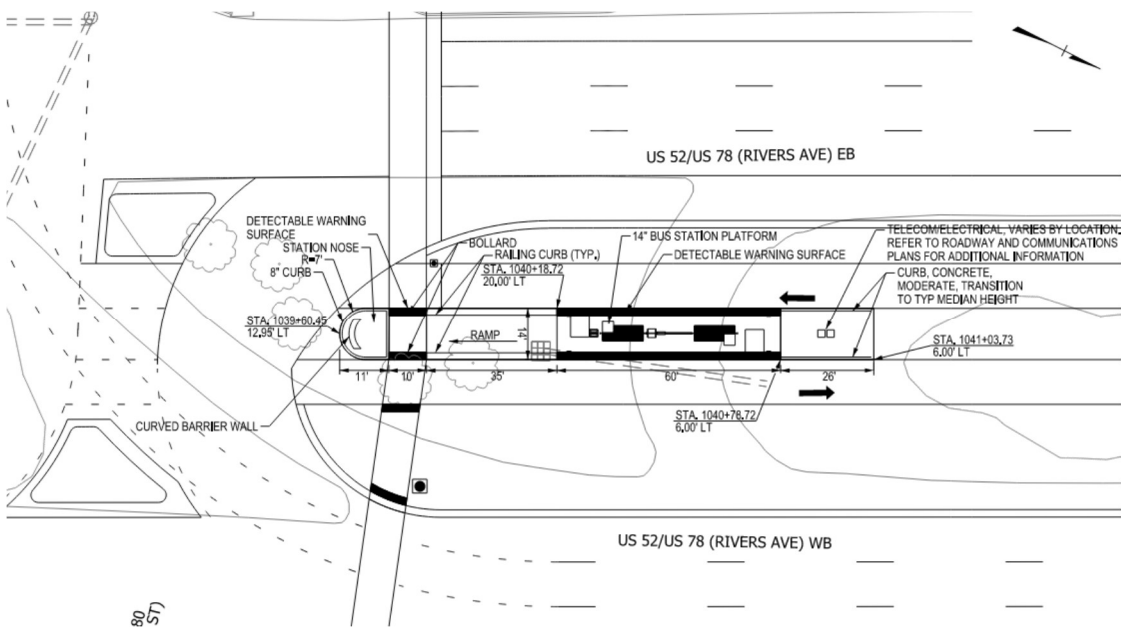 US 52/US 78 (RIVERS AVE) EB
DETECTABLE WARNING
SURFACE
STATION NOSE
R=7'
8" CURB
BOLLARD
RAILING CURB (TYP.)
STA. 1040+18.72
20.00' LT
14" BUS STATION PLATFORM
DETECTABLE WARNING SURFACE
TELECOM/ELECTRICAL, VARIES BY LOCATION.
REFER TO ROADWAY AND COMMUNICATIONS
PLANS FOR ADDITIONAL INFORMATION
CURB, CONCRETE,
MODERATE, TRANSITION
TO TYP MEDIAN HEIGHT
STA. 1039+60.45
12.95' LT
RAMP
14'
STA. 1041+03.73
6.00' LT
11'
10'
35'
60'
26'
STA. 1040+78.72
6.00' LT
CURVED BARRIER WALL
US 52/US 78 (RIVERS AVE) WB
80
ST)